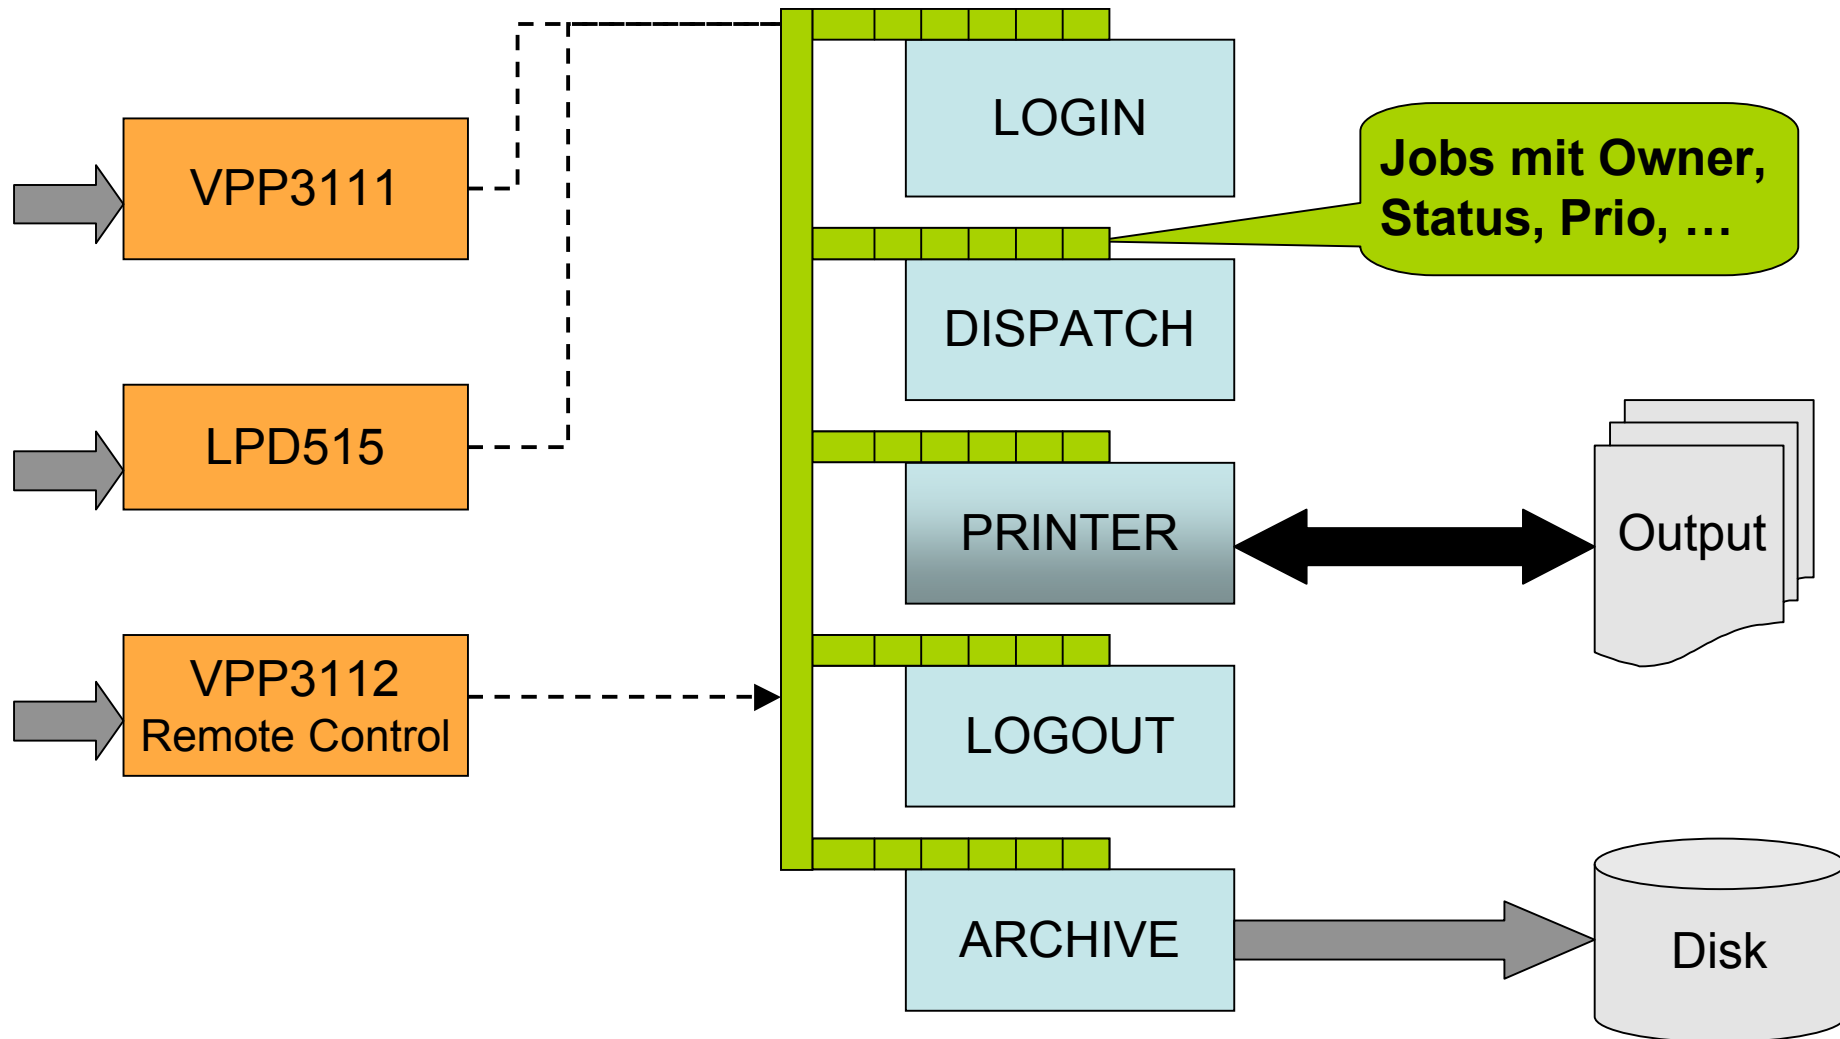 LOGIN
VPP3111
Jobs mit Owner,
Status, Prio, …
DISPATCH
LPD515
PRINTER
Output
VPP3112
Remote Control
LOGOUT
ARCHIVE
Disk